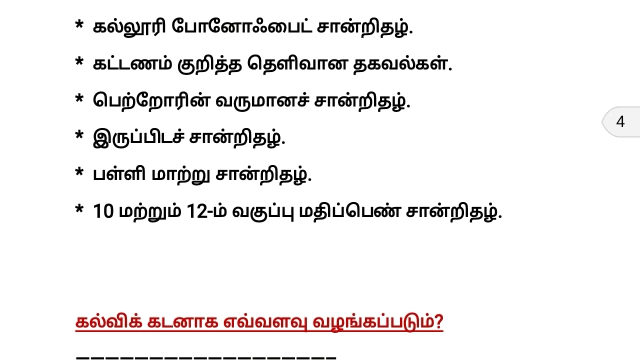 * கல்லூரி போனோஃபைட் சான்றிதழ்.
* கட்டணம் குறித்த தெளிவான தகவல்கள்.
* பெற்றோரின் வருமானச் சான்றிதழ்.
4
* இருப்பிடச் சான்றிதழ்.
* பள்ளி மாற்று சான்றிதழ்.
* 10 மற்றும் 12-ம் வகுப்பு மதிப்பெண் சான்றிதழ்.
கல்விக் கடனாக எவ்வளவு வழங்கப்படும்?